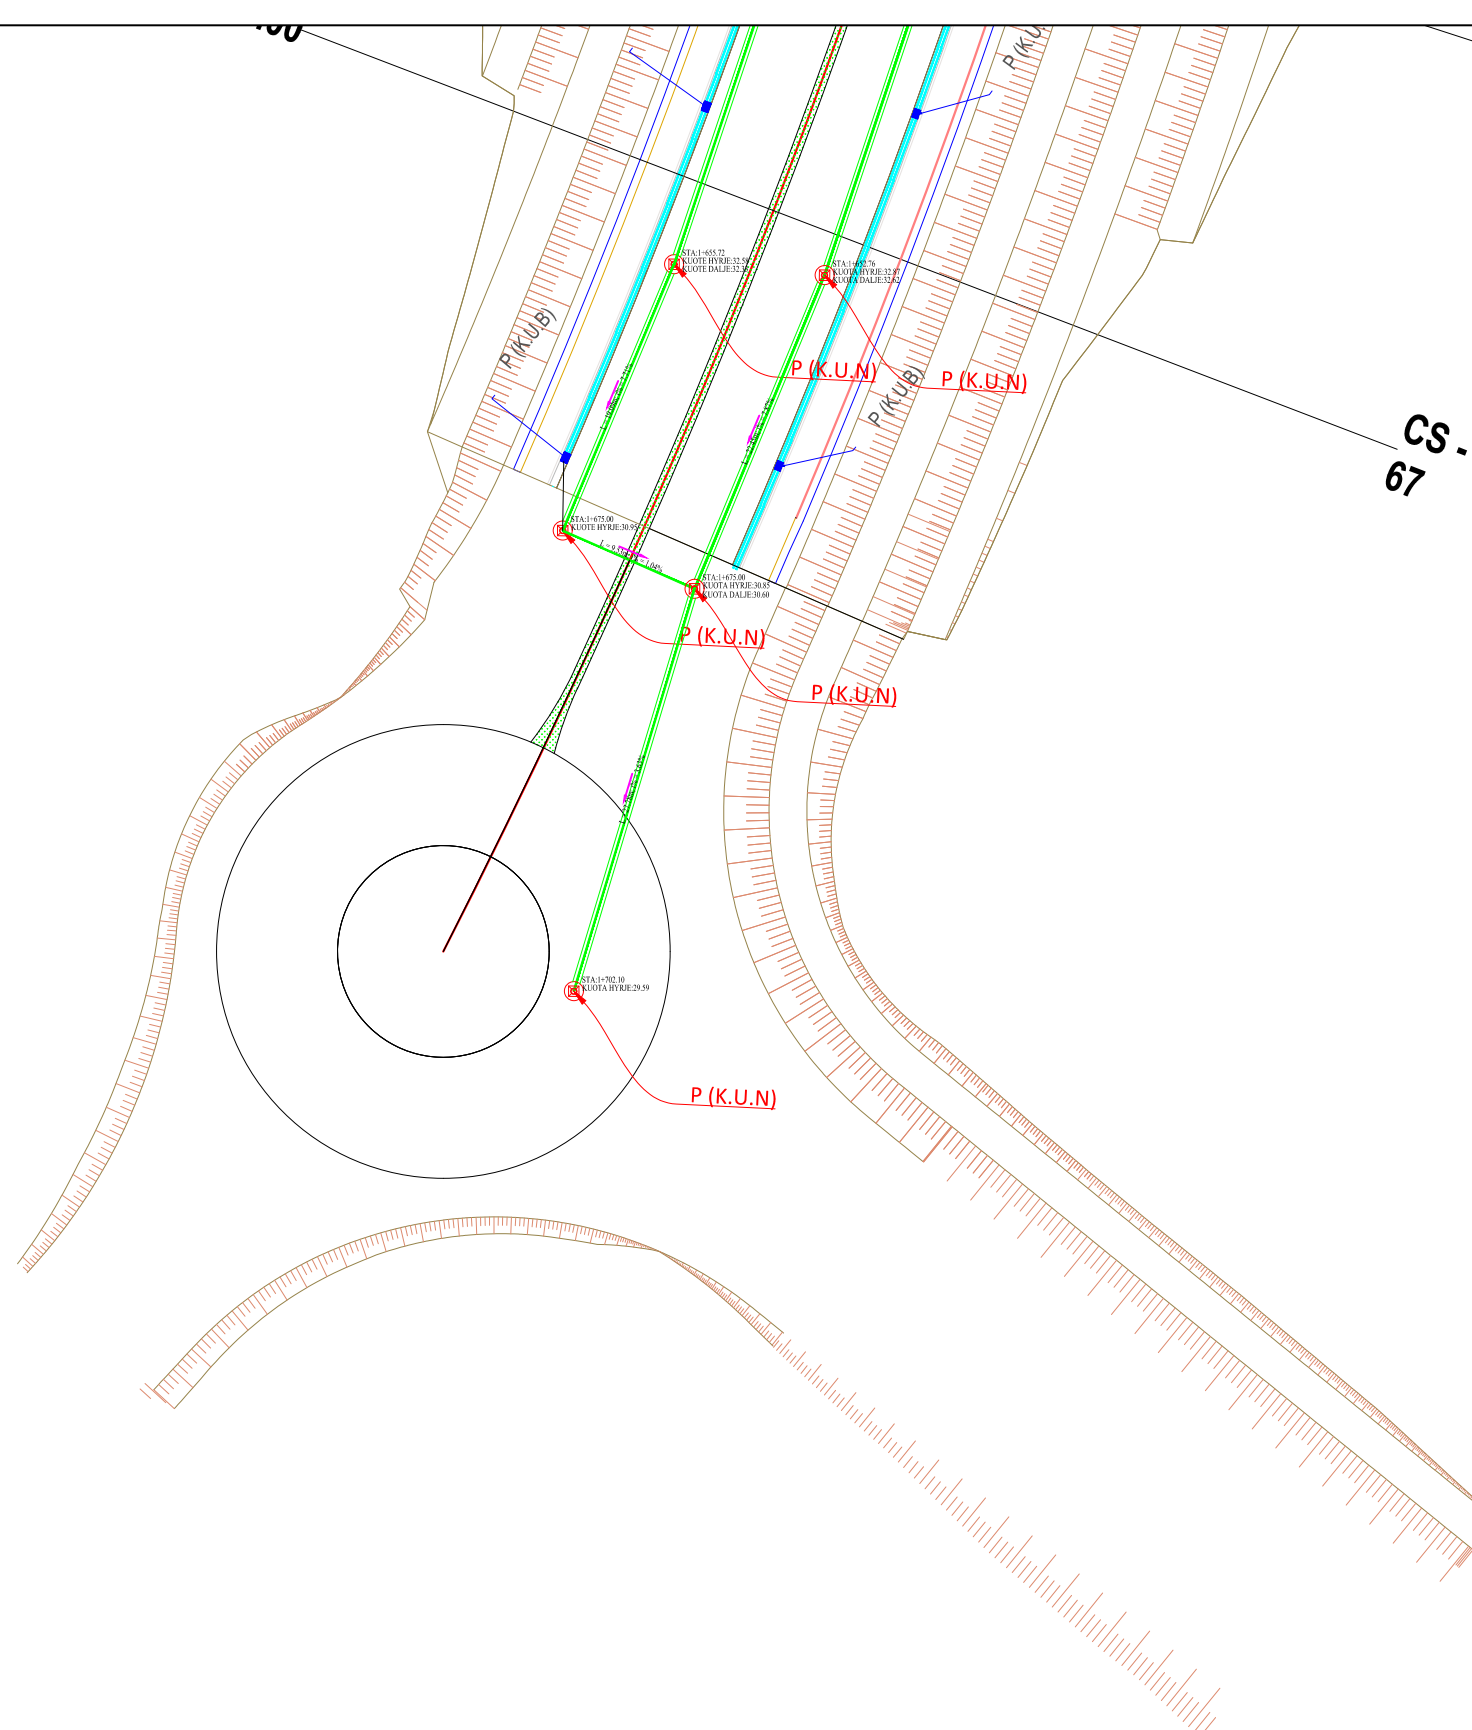 P (K.U.B)
STA:1+655.72
KUOTE HYRJE:32.58
KUOTE DALJE:32.33
STA:1+652.76
KUOTA HYRJE:32.87
KUOTA DALJE:32.62
P (K.U.B)
P (K.U.N)
P (K.U.N)
P (K.U.B)
CS -
67
STA:1+675.00
KUOTE HYRJE:30.95
STA:1+675.00
KUOTA HYRJE:30.85
KUOTA DALJE:30.60
P (K.U.N)
P (K.U.N)
STA:1+702.10
KUOTA HYRJE:29.59
P (K.U.N)